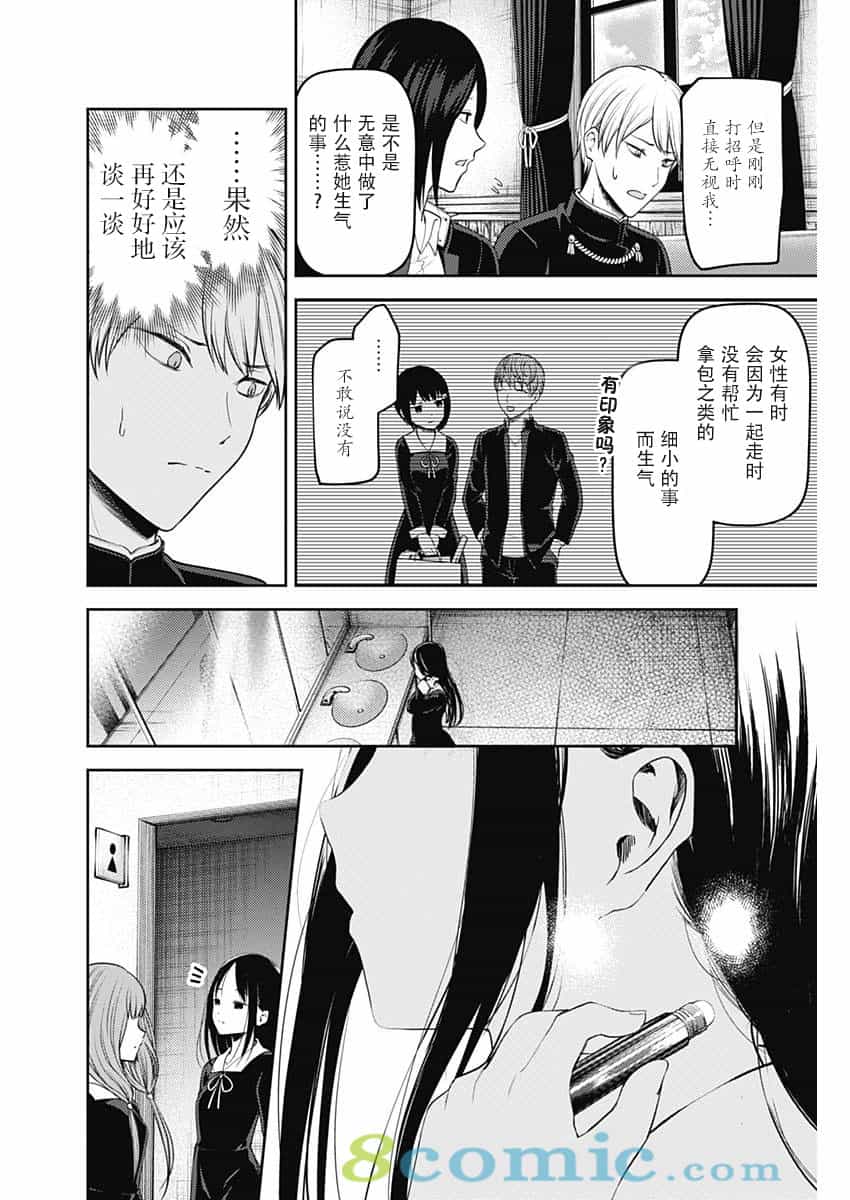 但是刚刚
打招呼时
直接无视我…
是不是
无意中做了
什么惹她生气
的事……?
女性有时
会因为一起走时
没有帮忙
拿包之类的
细小的事
而生气
有印象吗?
……
不敢说没有
……果然
还是应该
再好好地
谈一谈
8comic.com